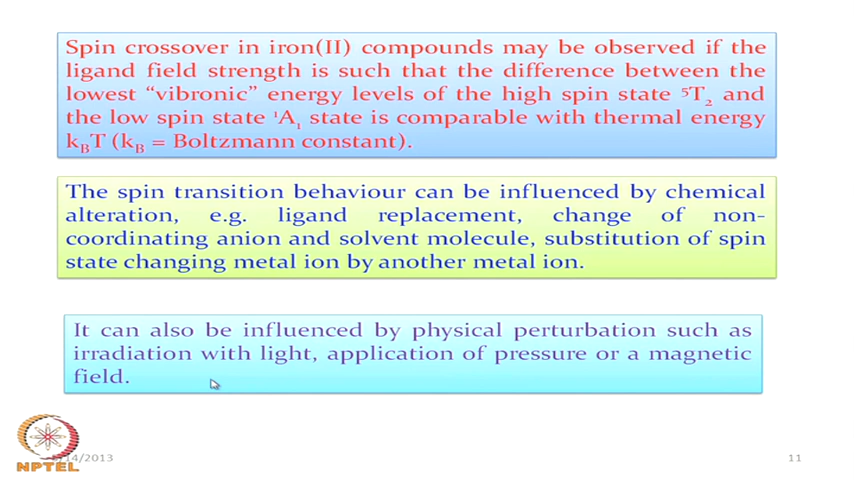 Spin crossover in iron(II) compounds may be observed if the
ligand field strength is such that the difference between the
lowest “vibronic” energy levels of the high spin state ⁵T₂ and
the low spin state ¹A₁ state is comparable with thermal energy
k_BT (k_B = Boltzmann constant).
The spin transition behaviour can be influenced by chemical
alteration, e.g. ligand replacement, change of non-
coordinating anion and solvent molecule, substitution of spin
state changing metal ion by another metal ion.
It can also be influenced by physical perturbation such as
irradiation with light, application of pressure or a magnetic
field.
/14/2013
11
NPTEL